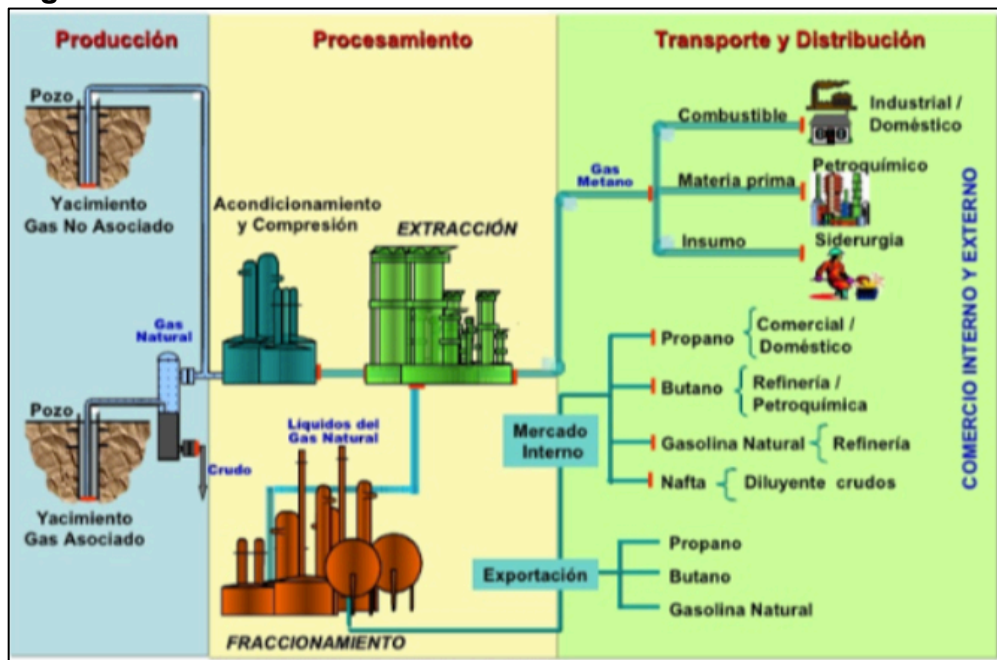 Producción
Procesamiento
Transporte y Distribución
Pozo
Yacimiento
Gas No Asociado
Gas
Natural
Pozo
Crudo
Yacimiento
Gas Asociado
Acondicionamiento
y Compresión
EXTRACCIÓN
Líquidos del
Gas Natural
FRACCIONAMIENTO
Gas
Metano
Combustible
Industrial /
Doméstico
Materia prima
Petroquímico
Insumo
Siderurgia
Mercado
Interno
Propano
Comercial /
Doméstico
Butano
Refinería /
Petroquímica
Gasolina Natural
Refinería
Nafta
Diluyente crudos
Exportación
Propano
Butano
Gasolina Natural
COMERCIO INTERNO Y EXTERNO